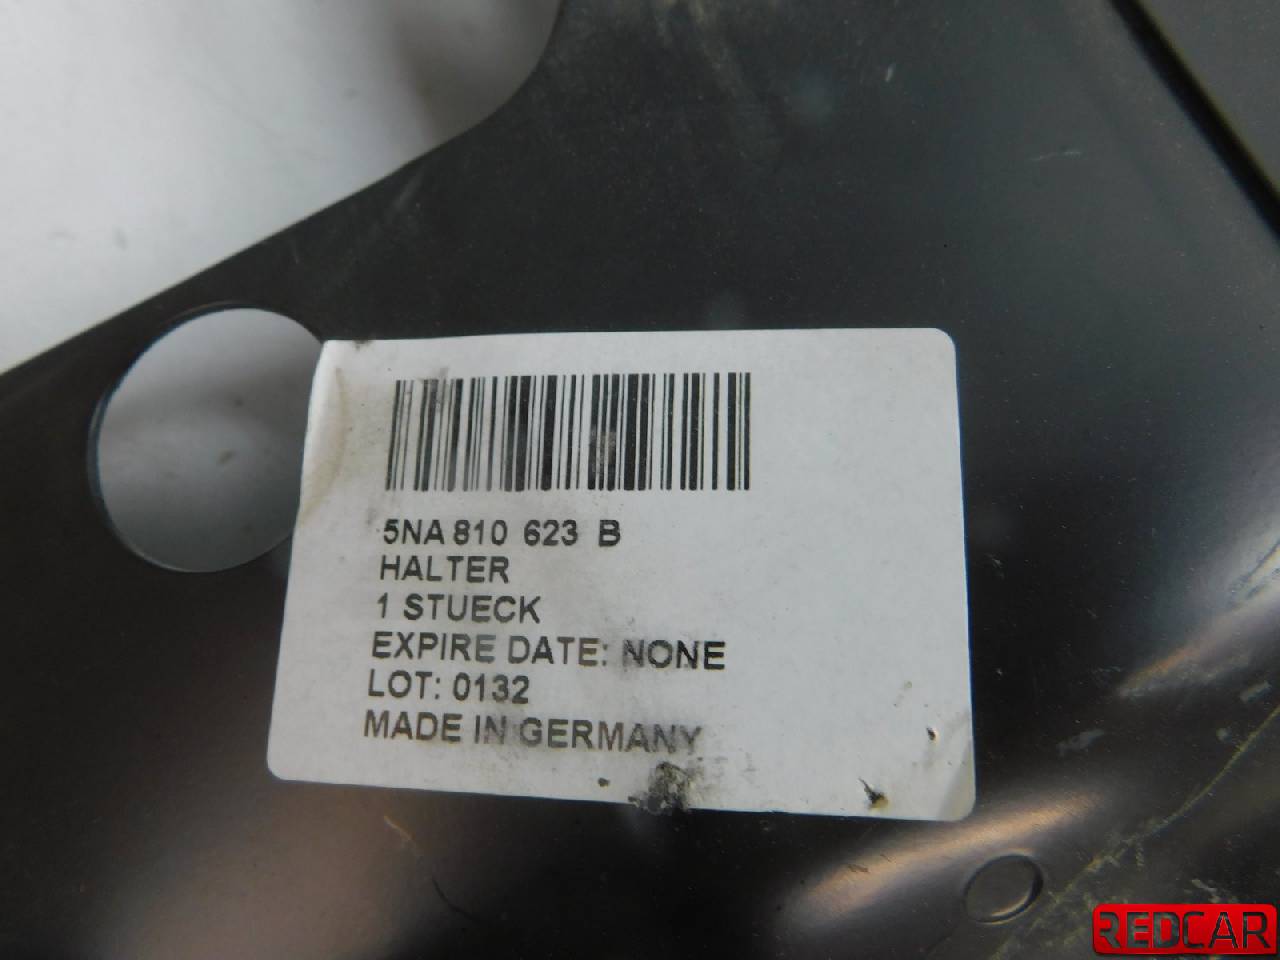 5NA 810 623 B
HALTER
1 STUECK
EXPIRE DATE: NONE
LOT: 0132
MADE IN GERMANY
REDCAR